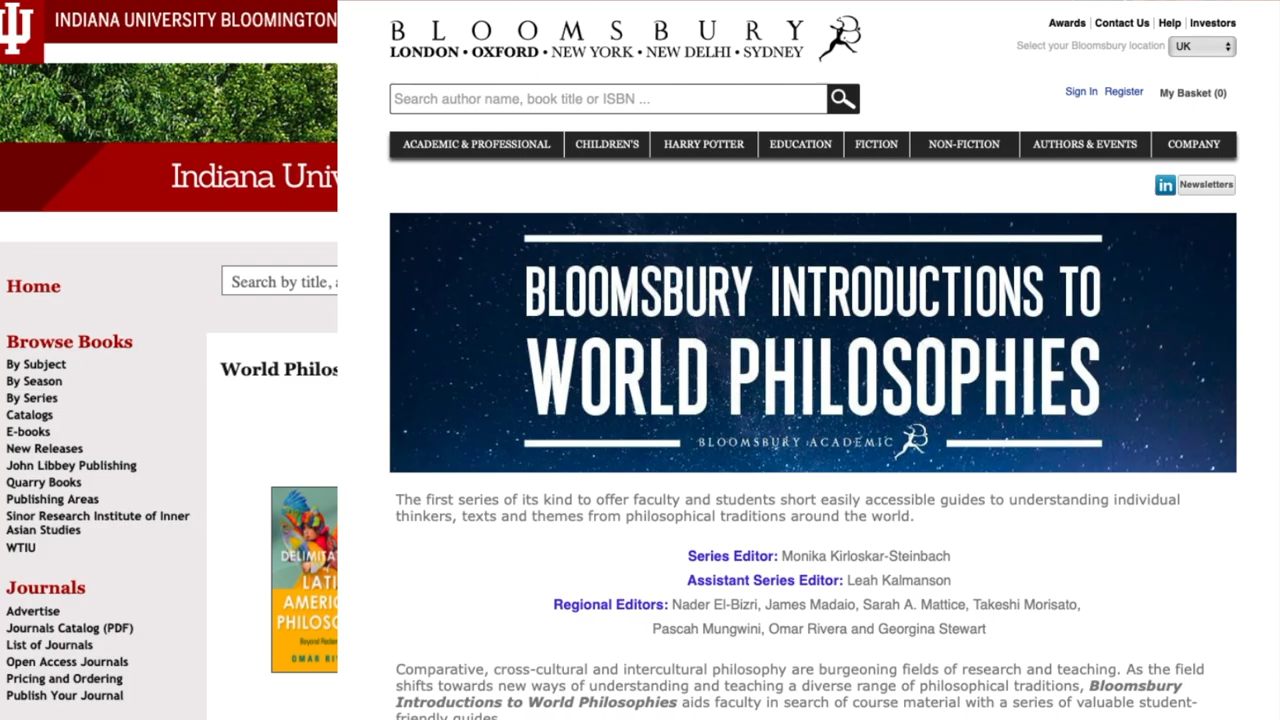 INDIANA UNIVERSITY BLOOMINGTON
Indiana Univ
Home
Search by title, a
Browse Books
By Subject
By Season
By Series
Catalogs
E-books
New Releases
John Libbey Publishing
Quarry Books
Publishing Areas
Sinor Research Institute of Inner
Asian Studies
WTIU
Journals
Advertise
Journals Catalog (PDF)
List of Journals
Open Access Journals
Pricing and Ordering
Publish Your Journal
World Philos
DELIMITA
LATI
AMERIC
PHILOSO
OMAR RI
BLOOMSBURY
LONDON • OXFORD • NEW YORK • NEW DELHI • SYDNEY
Awards Contact Us Help Investors
Select your Bloomsbury location UK
Search author name, book title or ISBN ...
Sign In Register My Basket (0)
ACADEMIC & PROFESSIONAL CHILDREN'S HARRY POTTER EDUCATION FICTION NON-FICTION AUTHORS & EVENTS COMPANY
in Newsletters
BLOOMSBURY INTRODUCTIONS TO
WORLD PHILOSOPHIES
BLOOMSBURY ACADEMIC
The first series of its kind to offer faculty and students short easily accessible guides to understanding individual
thinkers, texts and themes from philosophical traditions around the world.
Series Editor: Monika Kirloskar-Steinbach
Assistant Series Editor: Leah Kalmanson
Regional Editors: Nader El-Bizri, James Madaio, Sarah A. Mattice, Takeshi Morisato,
Pascah Mungwini, Omar Rivera and Georgina Stewart
Comparative, cross-cultural and intercultural philosophy are burgeoning fields of research and teaching. As the field
shifts towards new ways of understanding and teaching a diverse range of philosophical traditions, Bloomsbury
Introductions to World Philosophies aids faculty in search of course material with a series of valuable student-
friendly guides.